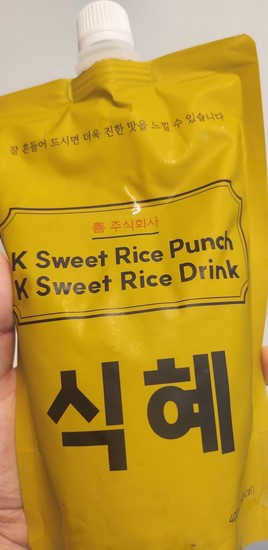 잘 흔들어 드시면 더욱 진한 맛을 느낄 수 있습니다
善 주식회사
K Sweet Rice Punch
K Sweet Rice Drink
식혜